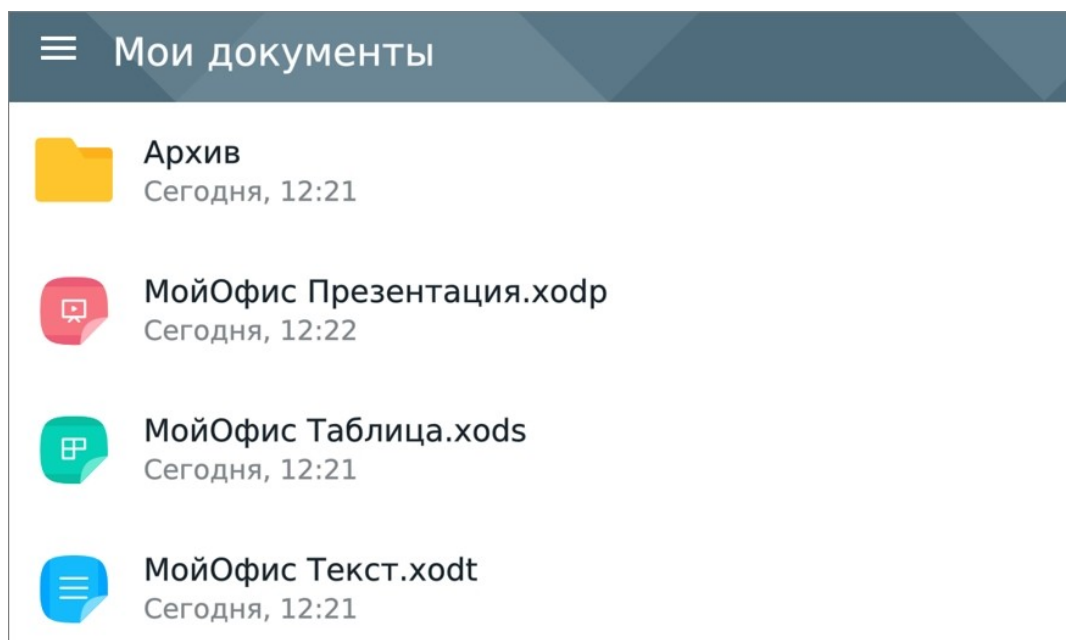 Мои документы
Архив
Сегодня, 12:21
МойОфис Презентация.xodp
Сегодня, 12:22
МойОфис Таблица.xods
Сегодня, 12:21
МойОфис Текст.xodt
Сегодня, 12:21